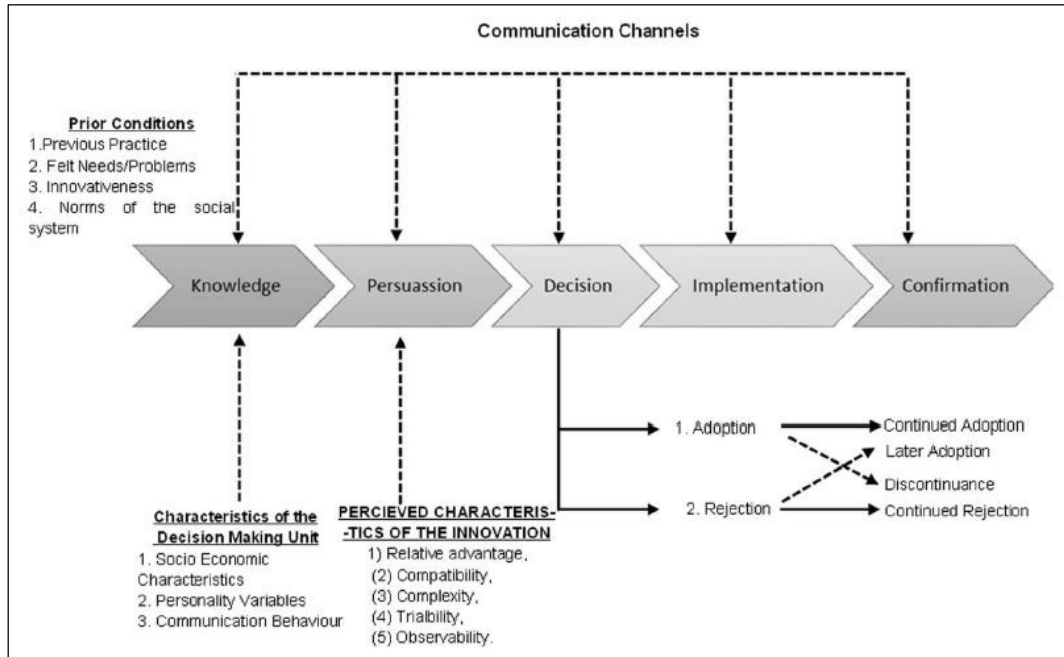 Communication Channels
Prior Conditions
1.Previous Practice
2. Felt Needs/Problems
3. Innovativeness
4. Norms of the social
system
Knowledge
Persuassion
Decision
Implementation
Confirmation
1. Adoption
Continued Adoption
Later Adoption
Discontinuance
2. Rejection
Continued Rejection
Characteristics of the
Decision Making Unit
1. Socio Economic
Characteristics
2. Personality Variables
3. Communication Behaviour
PERCIEVED CHARACTERIS-
-TICS OF THE INNOVATION
1) Relative advantage,
(2) Compatibility,
(3) Complexity,
(4) Trialbility,
(5) Observability.